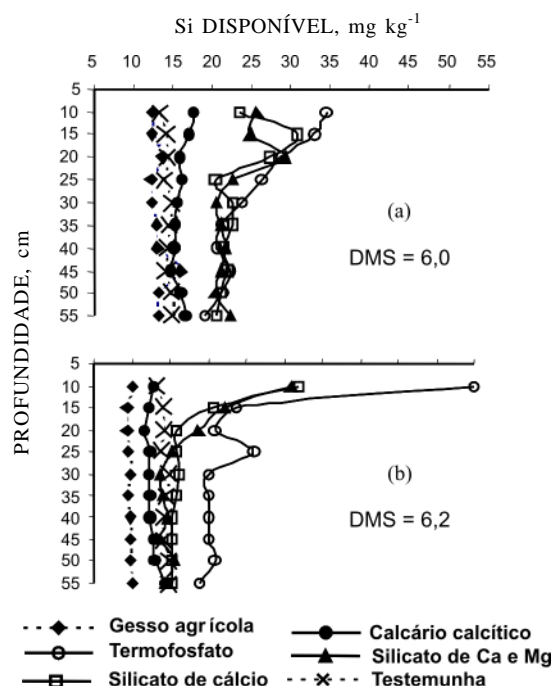 Si DISPONÍVEL, mg kg-1
5 10 15 20 25 30 35 40 45 50 55
5
10
15
20
25
30
35
40
45
50
55
(a)
DMS = 6,0
PROFUNDIDADE, cm
5
10
15
20
25
30
35
40
45
50
55
(b)
DMS = 6,2
Gesso agrícola
Calcário calcítico
Termofosfato
Silicato de Ca e Mg
Silicato de cálcio
Testemunha